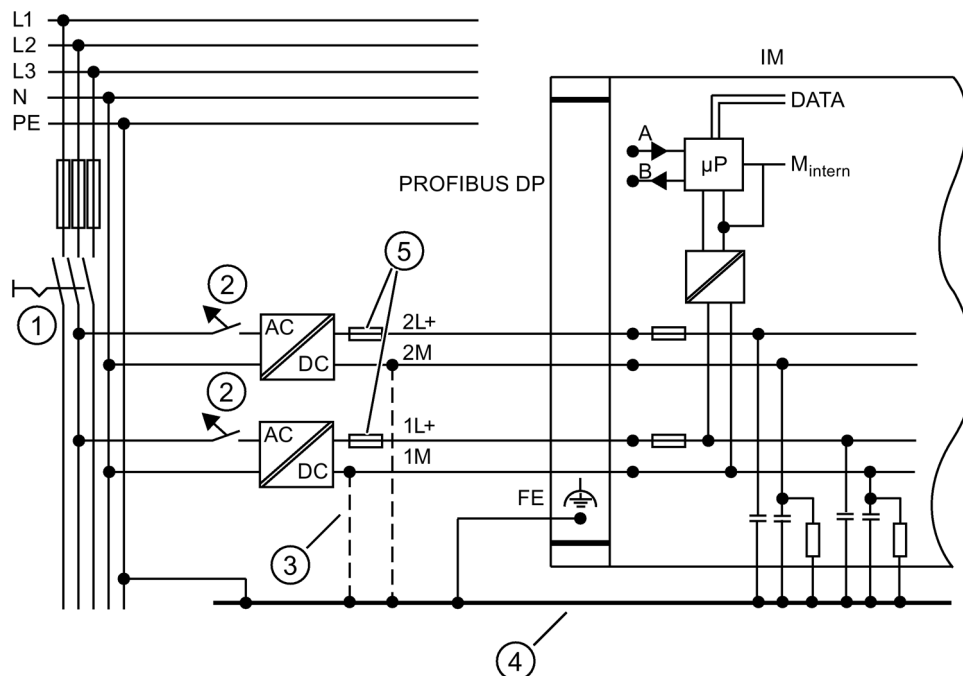 L1
L2
L3
N
PE
IM
DATA
A
µP
B
M intern
PROFIBUS DP
5
2
1
AC
DC
2L+
2M
2
AC
DC
1L+
1M
FE
3
4